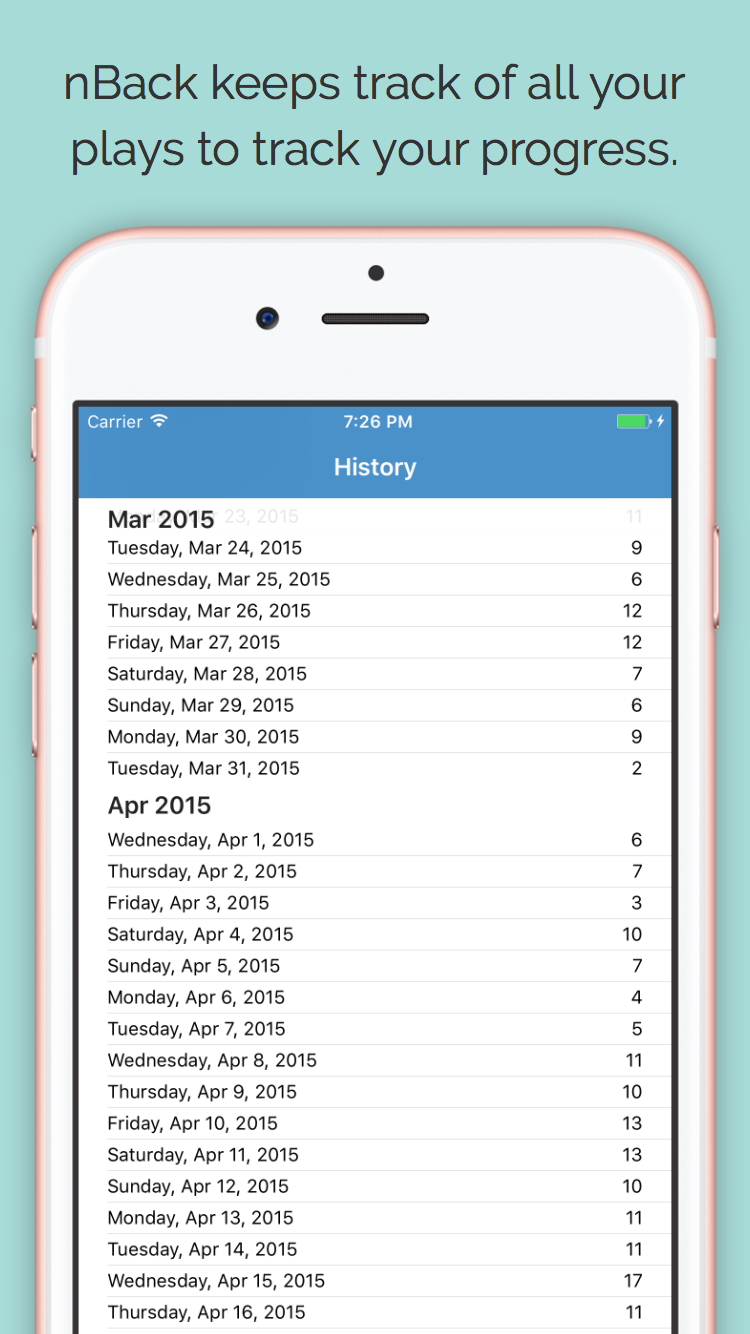 nBack keeps track of all your
plays to track your progress.
Carrier 7:26 PM
History
Mar 2015
23, 2015 11
Tuesday, Mar 24, 2015 9
Wednesday, Mar 25, 2015 6
Thursday, Mar 26, 2015 12
Friday, Mar 27, 2015 12
Saturday, Mar 28, 2015 7
Sunday, Mar 29, 2015 6
Monday, Mar 30, 2015 9
Tuesday, Mar 31, 2015 2
Apr 2015
Wednesday, Apr 1, 2015 6
Thursday, Apr 2, 2015 7
Friday, Apr 3, 2015 3
Saturday, Apr 4, 2015 10
Sunday, Apr 5, 2015 7
Monday, Apr 6, 2015 4
Tuesday, Apr 7, 2015 5
Wednesday, Apr 8, 2015 11
Thursday, Apr 9, 2015 10
Friday, Apr 10, 2015 13
Saturday, Apr 11, 2015 13
Sunday, Apr 12, 2015 10
Monday, Apr 13, 2015 11
Tuesday, Apr 14, 2015 11
Wednesday, Apr 15, 2015 17
Thursday, Apr 16, 2015 11